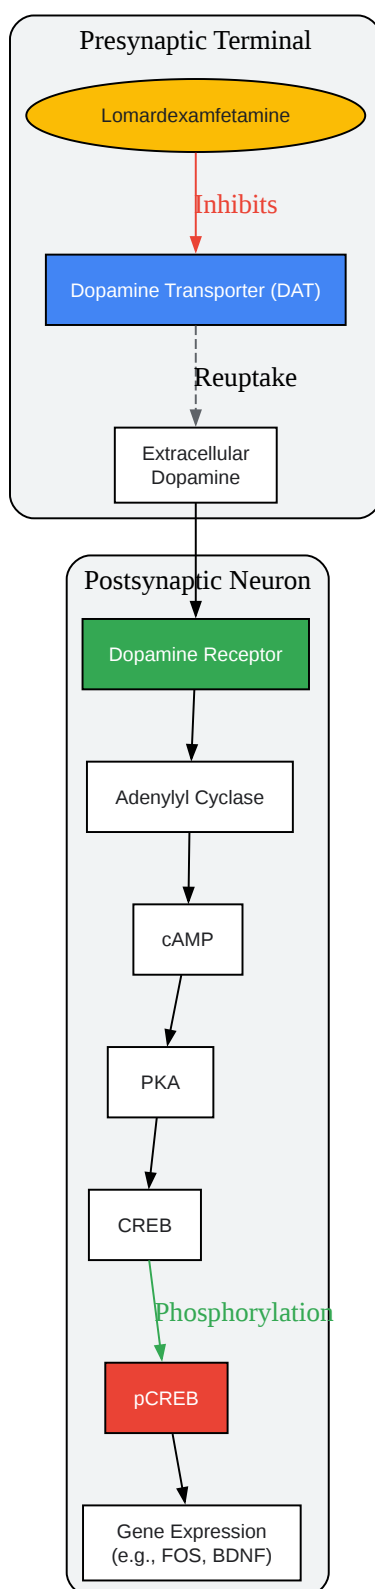 Presynaptic Terminal
Lomardexamfetamine
Inhibits
Dopamine Transporter (DAT)
Reuptake
Extracellular
Dopamine
Postsynaptic Neuron
Dopamine Receptor
Adenylyl Cyclase
cAMP
PKA
CREB
Phosphorylation
pCREB
Gene Expression
(e.g., FOS, BDNF)